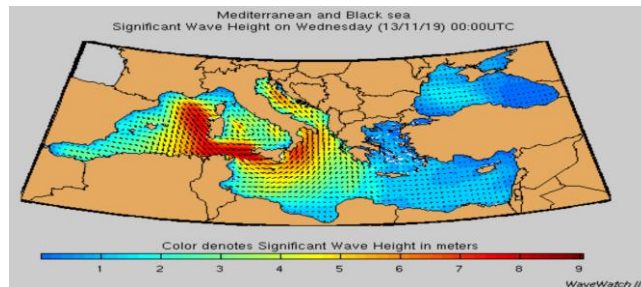 Mediterranean and Black sea
Significant Wave Height on Wednesday (13/11/19) 00:00UTC
Color denotes Significant Wave Height in meters
1 2 3 4 5 6 7 8 9
WaveWatch